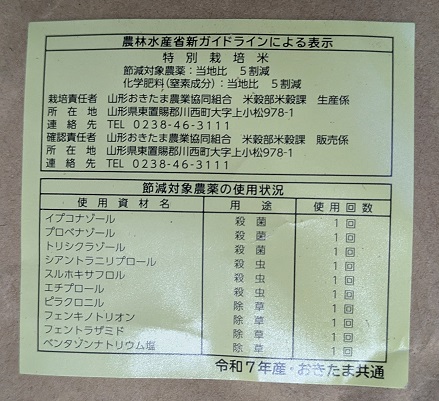 農林水産省新ガイドラインによる表示
特別栽培米
節減対象農薬：当地比　５割減
化学肥料（窒素成分）：当地比　５割減
栽培責任者　山形おきたま農業協同組合　米穀部米穀課　生産係
所在地　山形県東置賜郡川西町大字上小松978-1
連絡先　TEL 0238-46-3111
確認責任者　山形おきたま農業協同組合　米穀部米穀課　販売係
所在地　山形県東置賜郡川西町大字上小松978-1
連絡先　TEL 0238-46-3111
節減対象農薬の使用状況
使用資材名　用途　使用回数
イプコナゾール　殺菌　１回
プロベナゾール　殺菌　１回
トリシクラゾール　殺菌　１回
シアントラニリプロール　殺虫　１回
スルホキサフロル　殺虫　１回
エチプロール　殺虫　１回
ピラクロニル　除草　１回
フェンキノトリオン　除草　１回
フェントラザミド　除草　１回
ベンタゾンナトリウム塩　除草　１回
令和７年産・おきたま共通